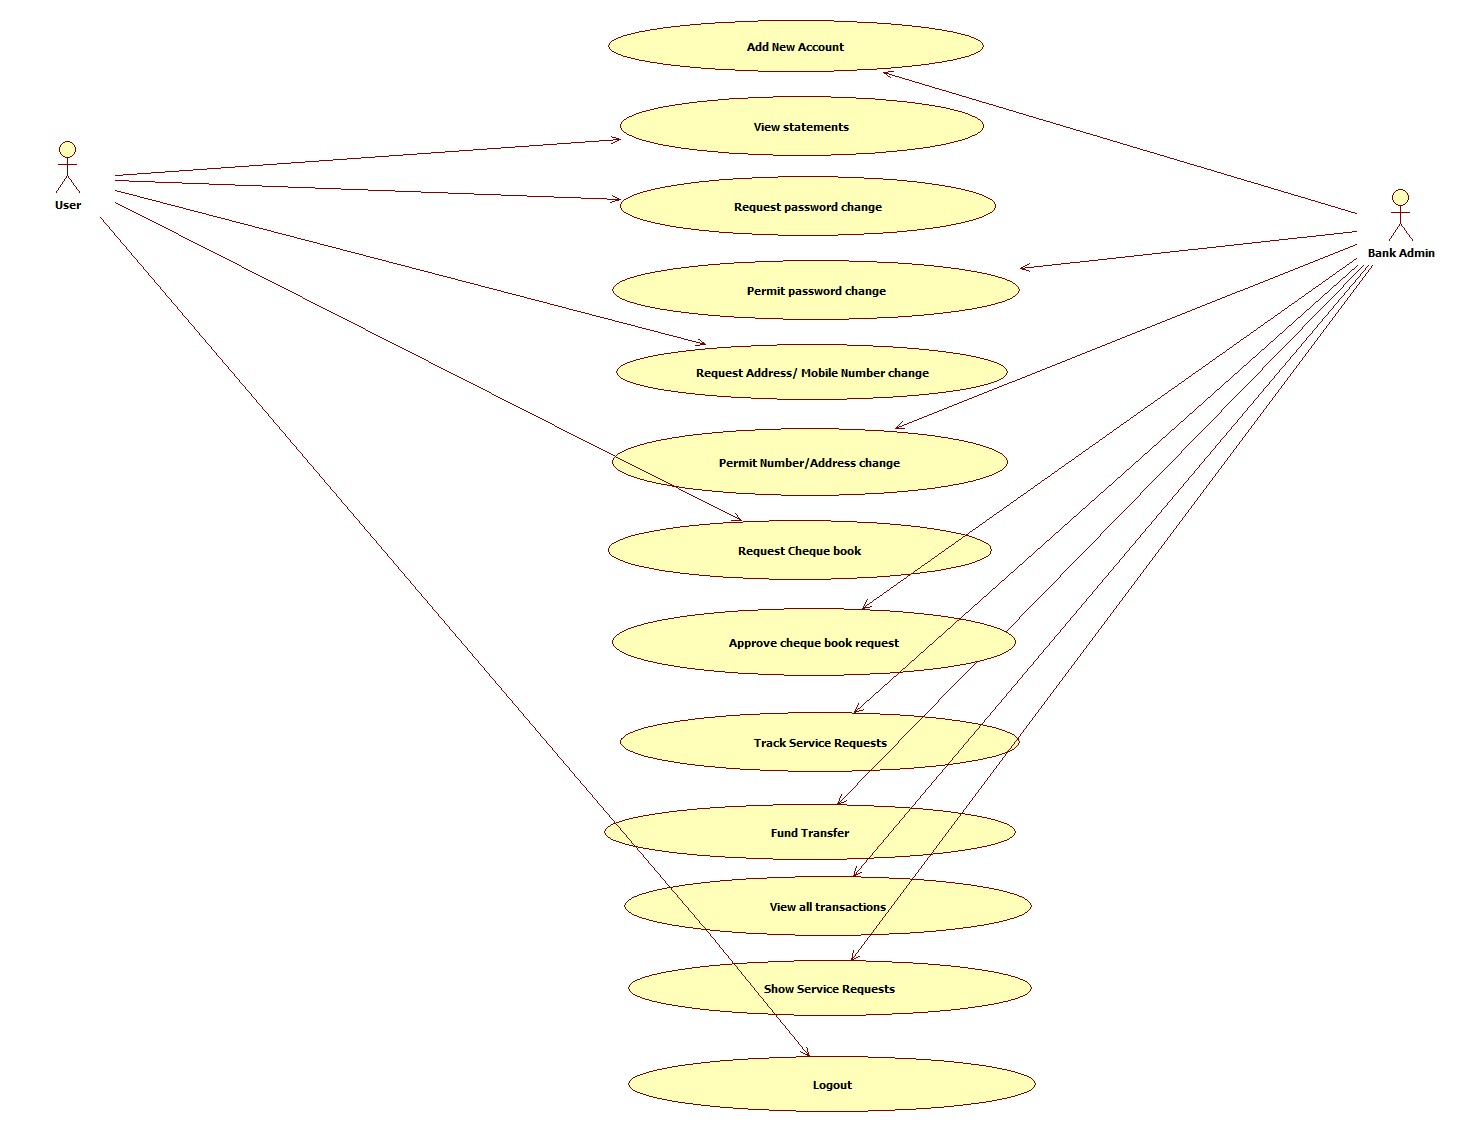 Add New Account
View statements
User
Request password change
Bank Admin
Permit password change
Request Address/ Mobile Number change
Permit Number/Address change
Request Cheque book
Approve cheque book request
Track Service Requests
Fund Transfer
View all transactions
Show Service Requests
Logout